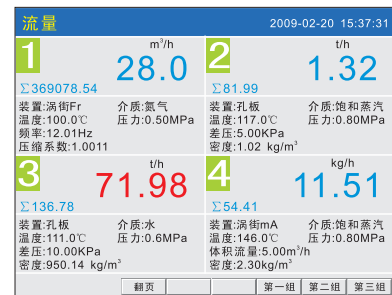 流量 2009-02-20 15:37:31
1 m³/h 28.0
Σ369078.54
装置:涡街Fr 介质:氮气
温度:100.0℃ 压力:0.50MPa
频率:12.01Hz
压缩系数:1.0011
2 t/h 1.32
Σ81.99
装置:孔板 介质:饱和蒸汽
温度:117.0℃ 压力:0.80MPa
差压:5.00KPa
密度:1.02 kg/m³
3 t/h 71.98
Σ136.78
装置:孔板 介质:水
温度:111.0℃ 压力:0.6MPa
差压:10.00KPa
密度:950.14 kg/m³
4 kg/h 11.51
Σ54.41
装置:涡街mA 介质:饱和蒸汽
温度:146.0℃ 压力:0.80MPa
体积流量:5.00m³/h
密度:2.30kg/m³
翻页 第一组 第二组 第三组